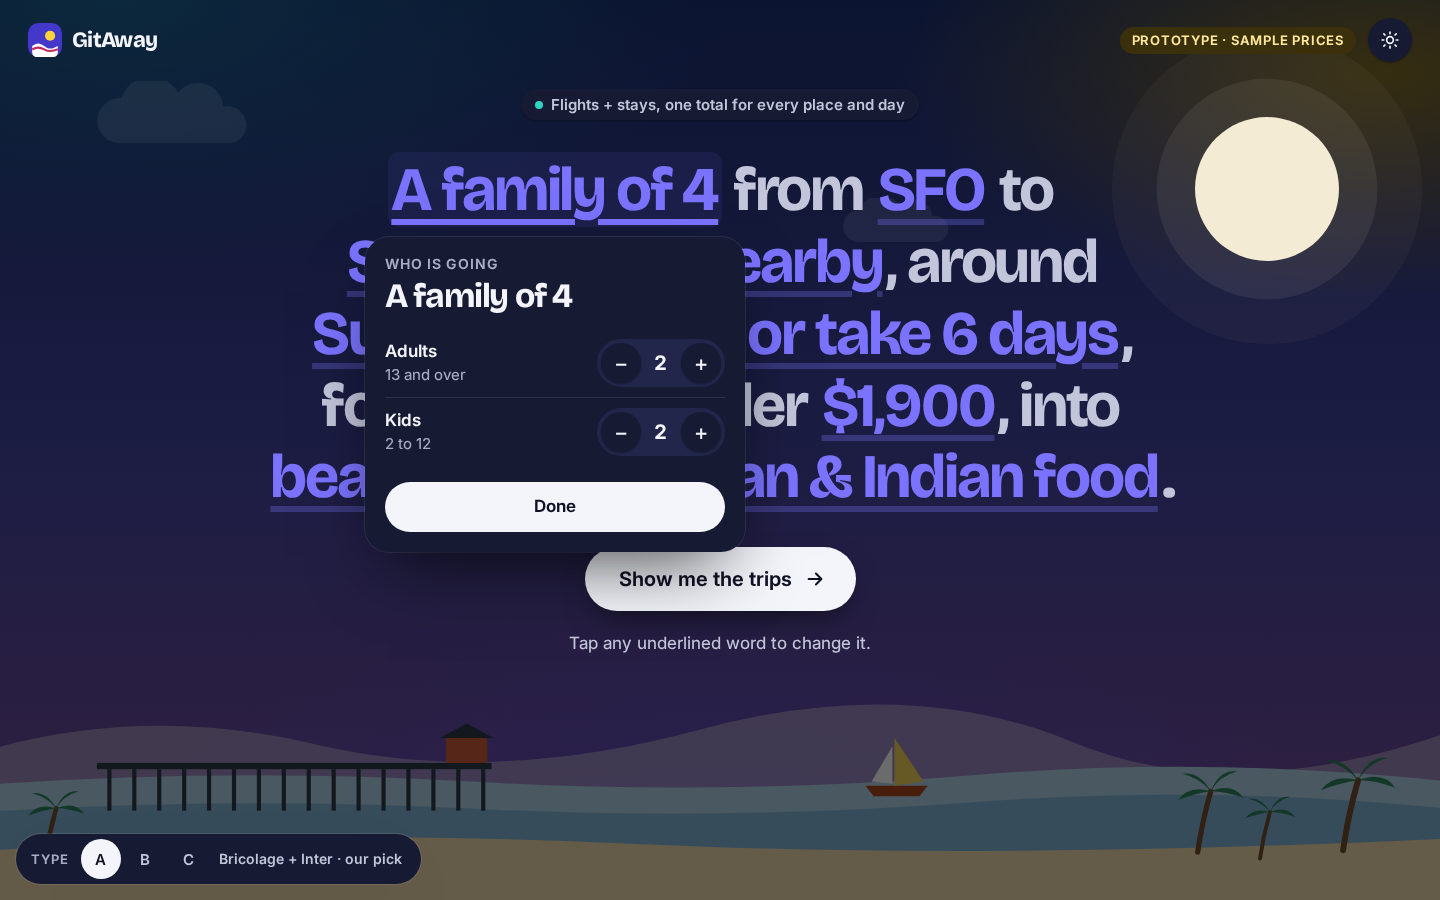 GitAway
PROTOTYPE · SAMPLE PRICES
Flights + stays, one total for every place and day
A family of 4 from SFO to
earby, around
or take 6 days,
$1,900, into
bea an & Indian food.
WHO IS GOING
A family of 4
Adults
13 and over
− 2 +
Kids
2 to 12
− 2 +
Done
Show me the trips →
Tap any underlined word to change it.
TYPE A B C Bricolage + Inter · our pick